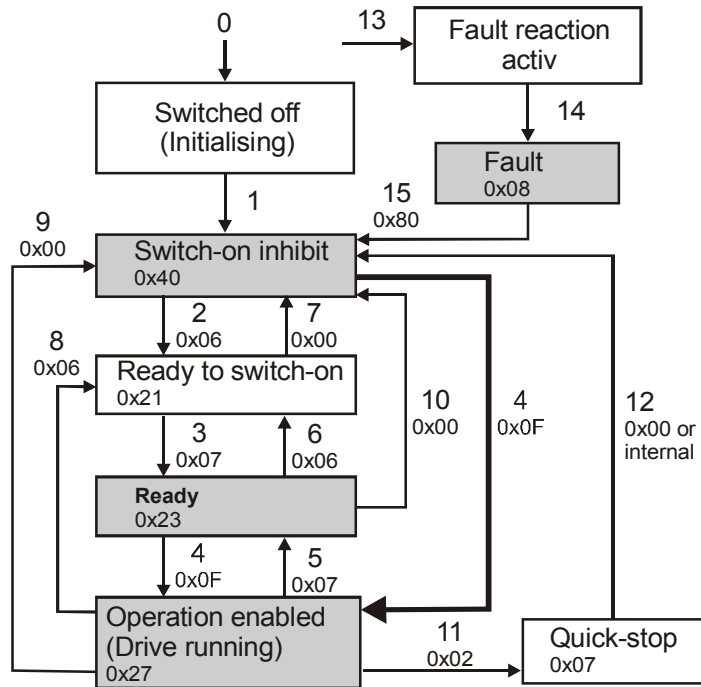 0
13
Fault reaction
activ
Switched off
(Initialising)
14
Fault
0x08
1
15
0x80
9
0x00
Switch-on inhibit
0x40
2
0x06
7
0x00
8
0x06
Ready to switch-on
0x21
10
0x00
4
0x0F
12
0x00 or
internal
3
0x07
6
0x06
Ready
0x23
4
0x0F
5
0x07
Operation enabled
(Drive running)
0x27
11
0x02
Quick-stop
0x07